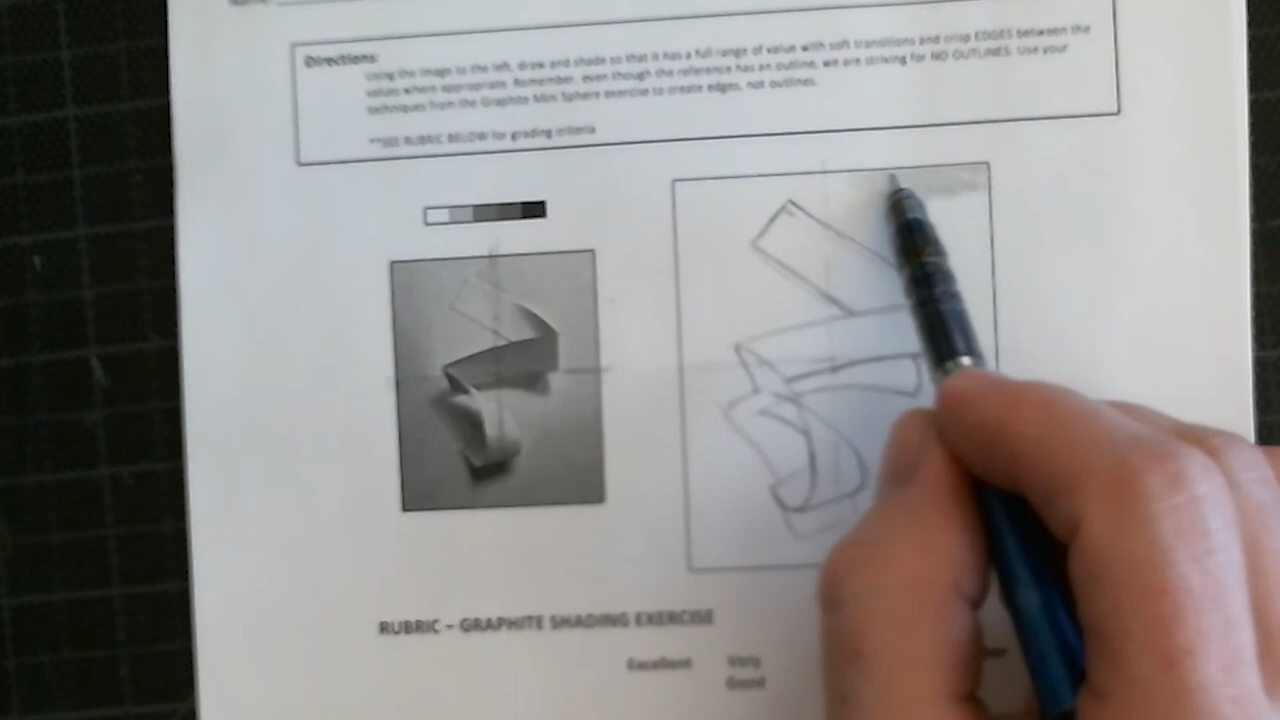 Name:
Directions:
Using the image to the left, draw and shade so that it has a full range of value with soft transitions and crisp EDGES between the
values where appropriate. Remember, even though the reference has an outline, we are striving for NO OUTLINES. Use your
techniques from the Graphite Mini Sphere exercise to create edges, not outlines.
**SEE RUBRIC BELOW for grading criteria
RUBRIC – GRAPHITE SHADING EXERCISE
Excellent Very
Good